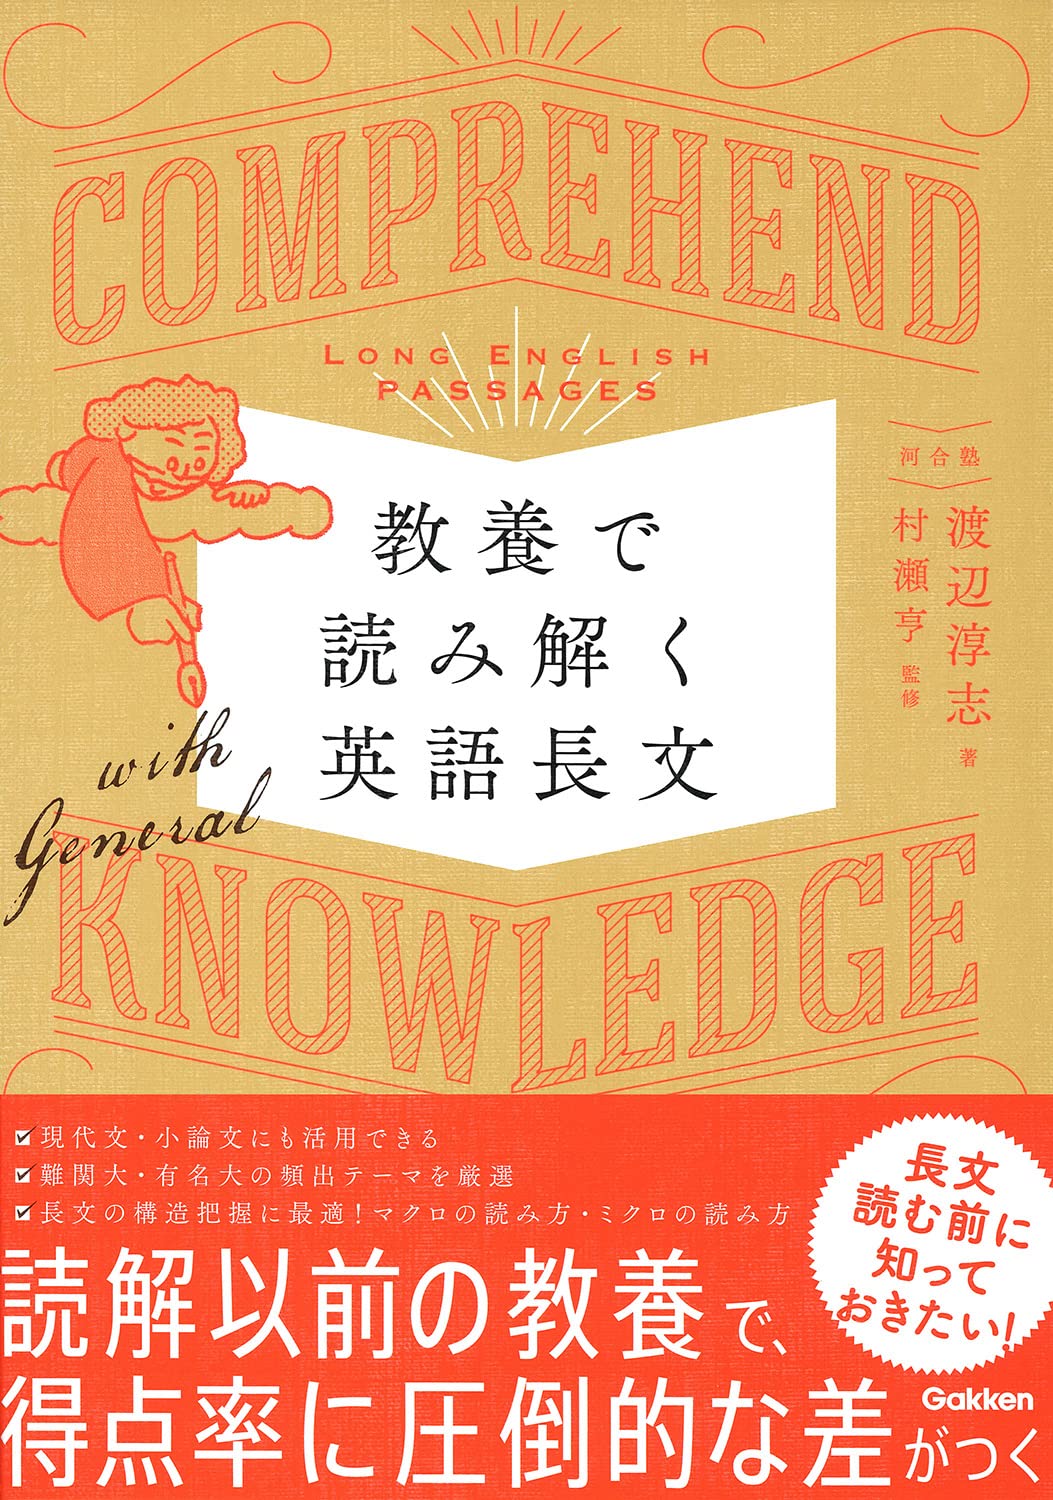 COMPREHEND
LONG ENGLISH
PASSAGES
教養で
読み解く
英語長文
河合塾
渡辺淳志 著
村瀬亨 監修
with
General
KNOWLEDGE
現代文・小論文にも活用できる
難関大・有名大の頻出テーマを厳選
長文の構造把握に最適!マクロの読み方・ミクロの読み方
長文
読む前に
知って
おきたい!
読解以前の教養で、
得点率に圧倒的な差がつく
Gakken